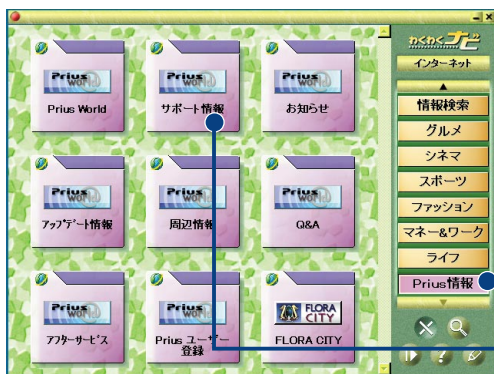 わくわくナビ
インターネット
Prius World
Prius World
Prius World
Prius World
サポート情報
お知らせ
Prius World
Prius World
Prius World
アップデート情報
周辺情報
Q&A
Prius World
Prius World
FLORA CITY
アフターサービス
Prius ユーザー
登録
FLORA CITY
情報検索
グルメ
シネマ
スポーツ
ファッション
マネー&ワーク
ライフ
Prius情報